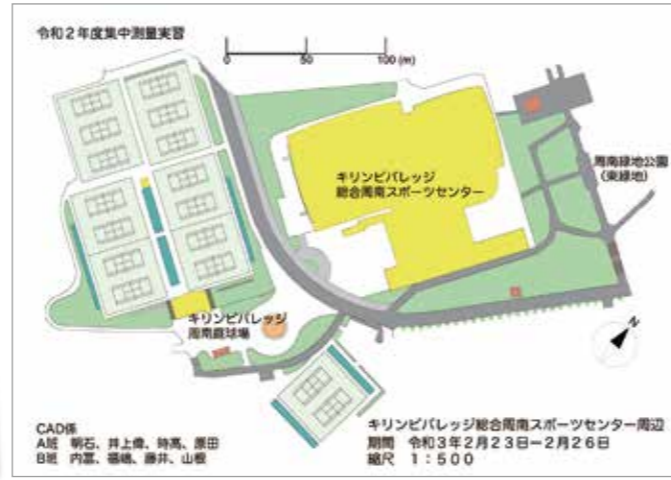 令和2年度集中測量実習
0 50 100 (m)
キリンビバレッジ
総合周南スポーツセンター
周南緑地公園
(東緑地)
キリンビバレッジ
周南庭球場
N
CAD係
A班 明石、井上偉、時高、原田
B班 内冨、福嶋、藤井、山根
キリンビバレッジ総合周南スポーツセンター周辺
期間 令和3年2月23日ー2月26日
縮尺 1:500